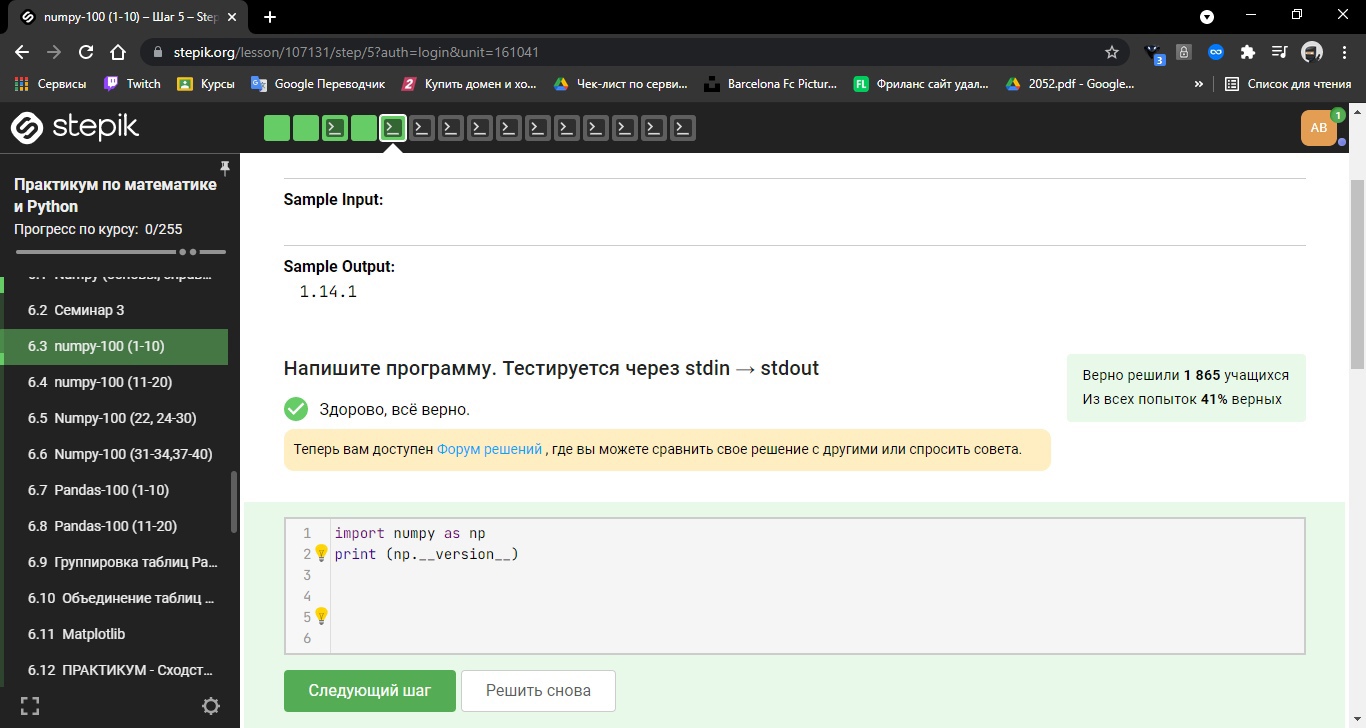 numpy-100 (1-10) – Шаг 5 – Step
stepik.org/lesson/107131/step/5?auth=login&unit=161041
3
Сервисы
Twitch
Курсы
Google Переводчик
Купить домен и хо...
Чек-лист по серви...
Barcelona Fc Pictur...
FL Фриланс сайт удал...
2052.pdf - Google...
»
Список для чтения
stepik
AB
1
Практикум по математике
и Python
Прогресс по курсу: 0/255
6.2 Семинар 3
6.3 numpy-100 (1-10)
6.4 numpy-100 (11-20)
6.5 Numpy-100 (22, 24-30)
6.6 Numpy-100 (31-34,37-40)
6.7 Pandas-100 (1-10)
6.8 Pandas-100 (11-20)
6.9 Группировка таблиц Ра...
6.10 Объединение таблиц ...
6.11 Matplotlib
6.12 ПРАКТИКУМ - Сходст...
Sample Input:
Sample Output:
1.14.1
Напишите программу. Тестируется через stdin → stdout
Верно решили 1 865 учащихся
Из всех попыток 41% верных
Здорово, всё верно.
Теперь вам доступен Форум решений , где вы можете сравнить свое решение с другими или спросить совета.
1 import numpy as np
2 print (np.__version__)
3
4
5
6
Следующий шаг
Решить снова